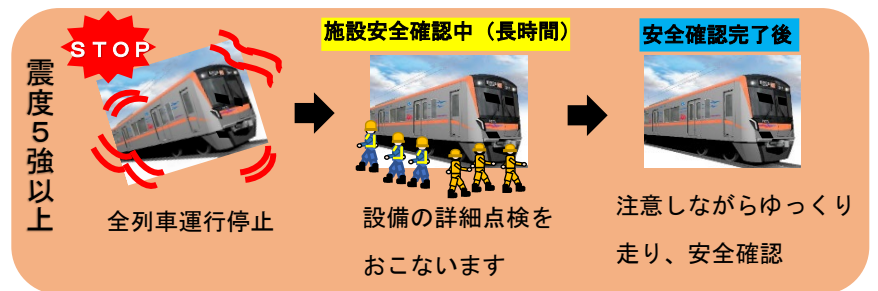 震度５強以上
ＳＴＯＰ
全列車運行停止
施設安全確認中（長時間）
設備の詳細点検を
おこないます
安全確認完了後
注意しながらゆっくり
走り、安全確認